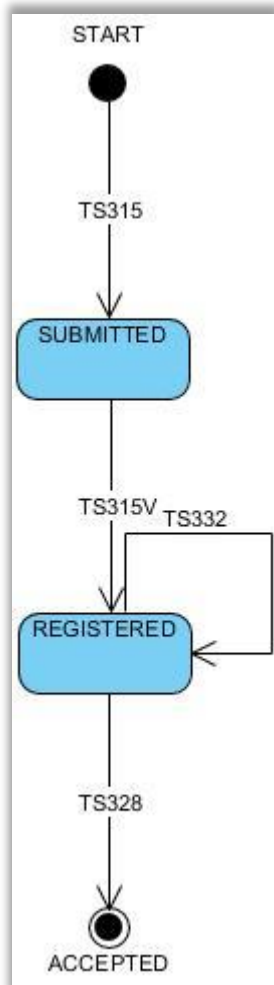 START
TS315
SUBMITTED
TS315V
TS332
REGISTERED
TS328
ACCEPTED